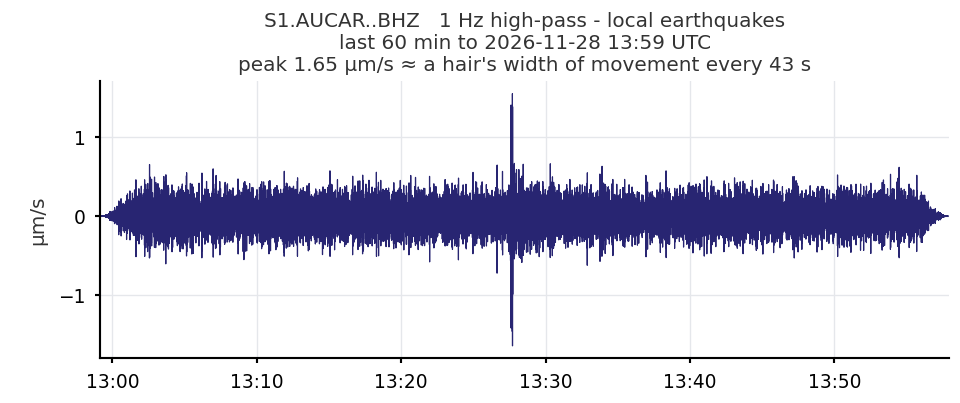 S1.AUCAR..BHZ   1 Hz high-pass - local earthquakes
last 60 min to 2026-11-28 13:59 UTC
peak 1.65 µm/s ≈ a hair's width of movement every 43 s
µm/s
1
0
−1
13:00 13:10 13:20 13:30 13:40 13:50